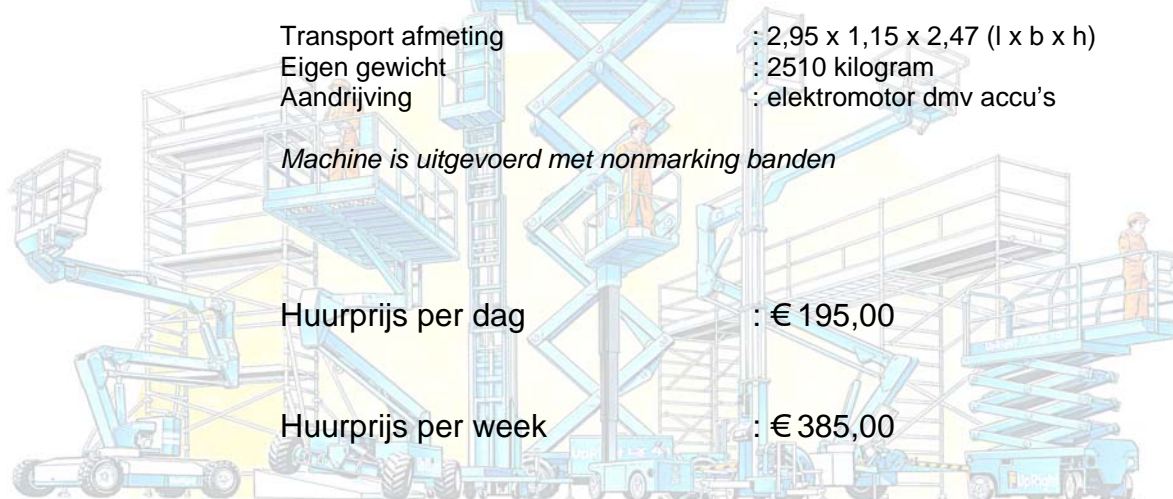 Transport afmeting : 2,95 x 1,15 x 2,47 (l x b x h)
Eigen gewicht : 2510 kilogram
Aandrijving : elektromotor dmv accu's
Machine is uitgevoerd met nonmarking banden
Huurprijs per dag : € 195,00
Huurprijs per week : € 385,00
UpRight